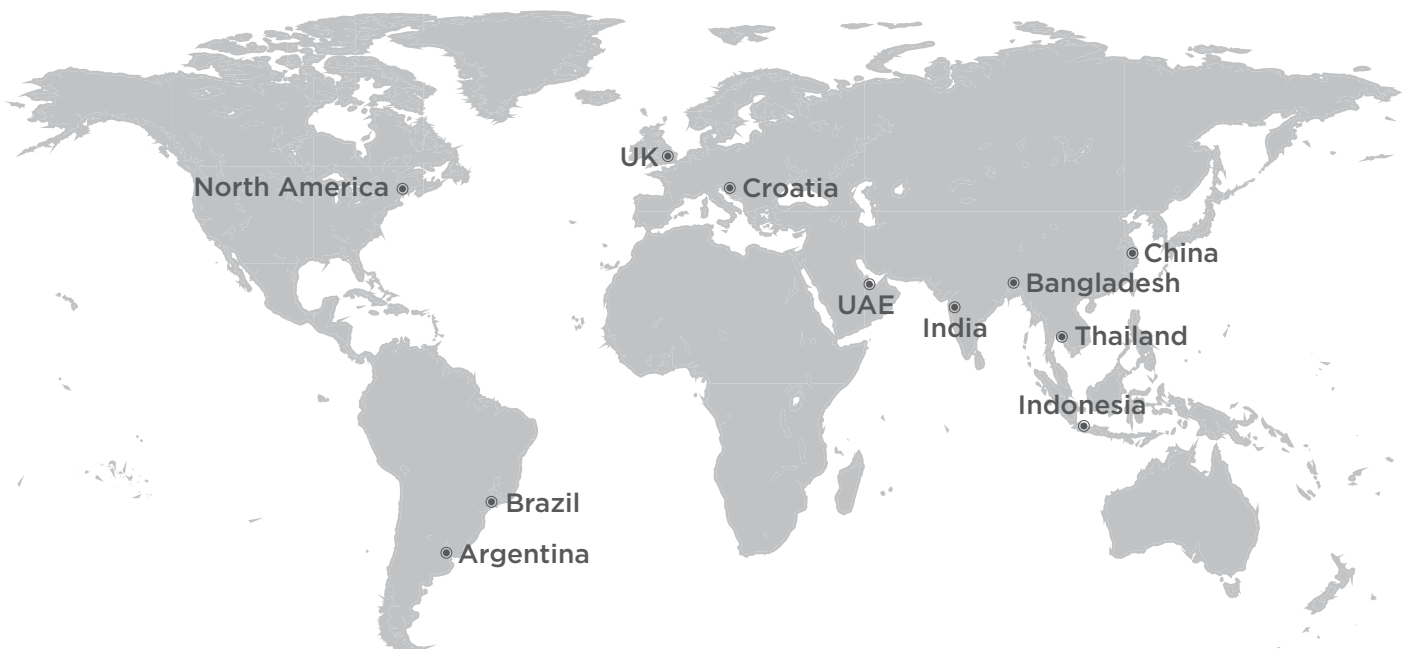 UK
North America
Croatia
China
Bangladesh
UAE
India
Thailand
Indonesia
Brazil
Argentina